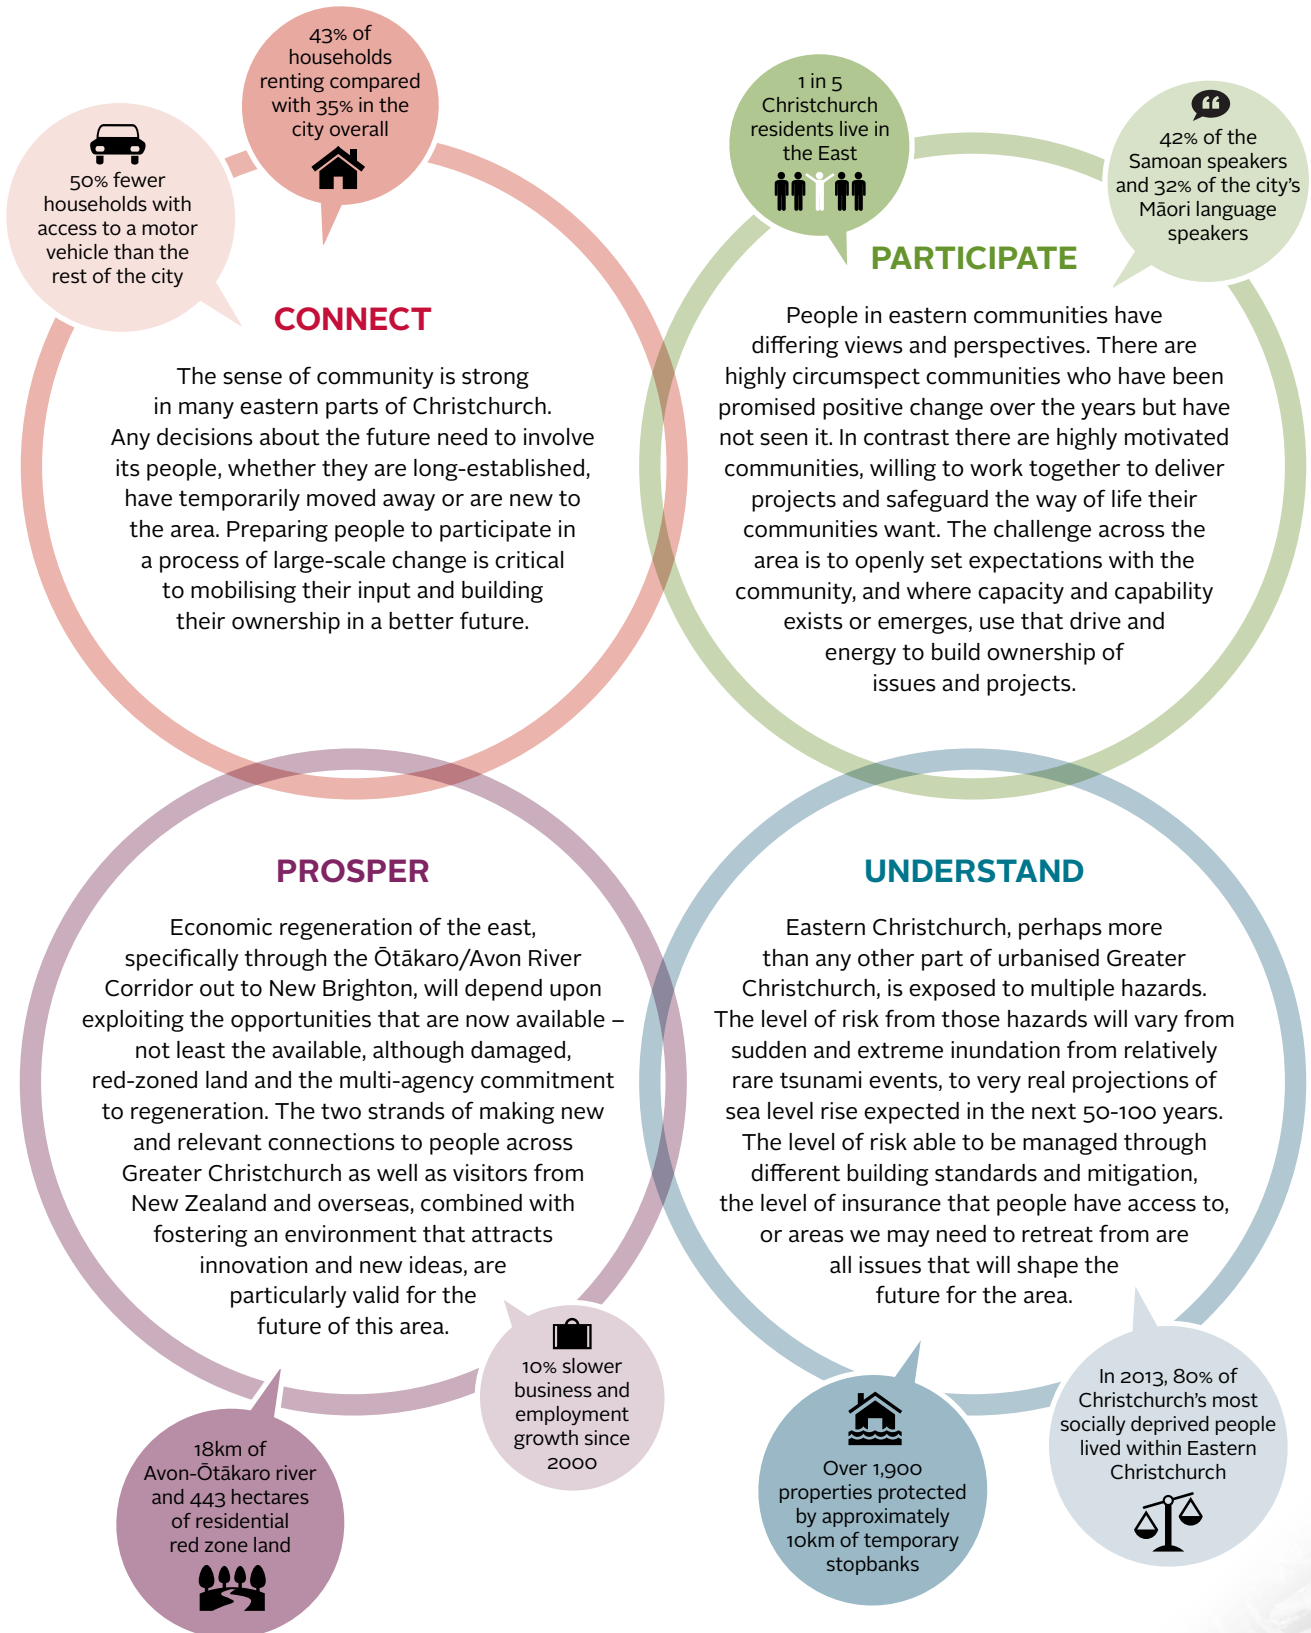 43% of
households
renting compared
with 35% in the
city overall
50% fewer
households with
access to a motor
vehicle than the
rest of the city
CONNECT
The sense of community is strong
in many eastern parts of Christchurch.
Any decisions about the future need to involve
its people, whether they are long-established,
have temporarily moved away or are new to
the area. Preparing people to participate in
a process of large-scale change is critical
to mobilising their input and building
their ownership in a better future.
1 in 5
Christchurch
residents live in
the East
42% of the
Samoan speakers
and 32% of the city’s
Māori language
speakers
PARTICIPATE
People in eastern communities have
differing views and perspectives. There are
highly circumspect communities who have been
promised positive change over the years but have
not seen it. In contrast there are highly motivated
communities, willing to work together to deliver
projects and safeguard the way of life their
communities want. The challenge across the
area is to openly set expectations with the
community, and where capacity and capability
exists or emerges, use that drive and
energy to build ownership of
issues and projects.
PROSPER
Economic regeneration of the east,
specifically through the Ōtākaro/Avon River
Corridor out to New Brighton, will depend upon
exploiting the opportunities that are now available –
not least the available, although damaged,
red-zoned land and the multi-agency commitment
to regeneration. The two strands of making new
and relevant connections to people across
Greater Christchurch as well as visitors from
New Zealand and overseas, combined with
fostering an environment that attracts
innovation and new ideas, are
particularly valid for the
future of this area.
10% slower
business and
employment
growth since
2000
18km of
Avon-Ōtākaro river
and 443 hectares
of residential
red zone land
UNDERSTAND
Eastern Christchurch, perhaps more
than any other part of urbanised Greater
Christchurch, is exposed to multiple hazards.
The level of risk from those hazards will vary from
sudden and extreme inundation from relatively
rare tsunami events, to very real projections of
sea level rise expected in the next 50-100 years.
The level of risk able to be managed through
different building standards and mitigation,
the level of insurance that people have access to,
or areas we may need to retreat from are
all issues that will shape the
future for the area.
Over 1,900
properties protected
by approximately
10km of temporary
stopbanks
In 2013, 80% of
Christchurch’s most
socially deprived people
lived within Eastern
Christchurch